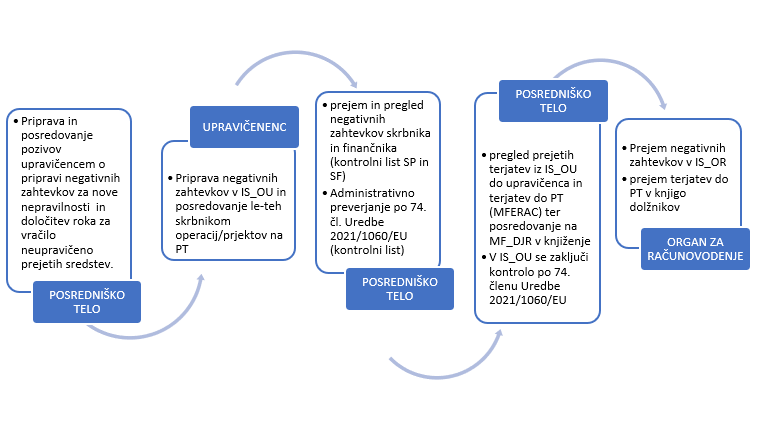 • Priprava in
posredovanje
pozivov
upravičencem o
pripravi negativnih
zahtevkov za nove
nepravilnosti in
določitev roka za
vračilo
neupravičeno
prejetih sredstev.
POSREDNIŠKO
TELO
UPRAVIČENENC
• Priprava negativnih
zahtevkov v IS_OU in
posredovanje le-teh
skrbnikom
operacij/prjektov na
PT
• prejem in pregled
negativnih
zahtevkov skrbnika
in finančnika
(kontrolni list SP in
SF)
• Administrativno
preverjanje po 74.
čl. Uredbe
2021/1060/EU
(kontrolni list)
POSREDNIŠKO
TELO
POSREDNIŠKO
TELO
• pregled prejetih
terjatev iz IS_OU
do upravičenca in
terjatev do PT
(MFERAC) ter
posredovanje na
MF_DJR v knjiženje
• V IS_OU se zaključi
kontrolo po 74.
členu Uredbe
2021/1060/EU
• Prejem negativnih
zahtevkov v IS_OR
• prejem terjatev do
PT v knjigo
dolžnikov
ORGAN ZA
RAČUNOVODENJE